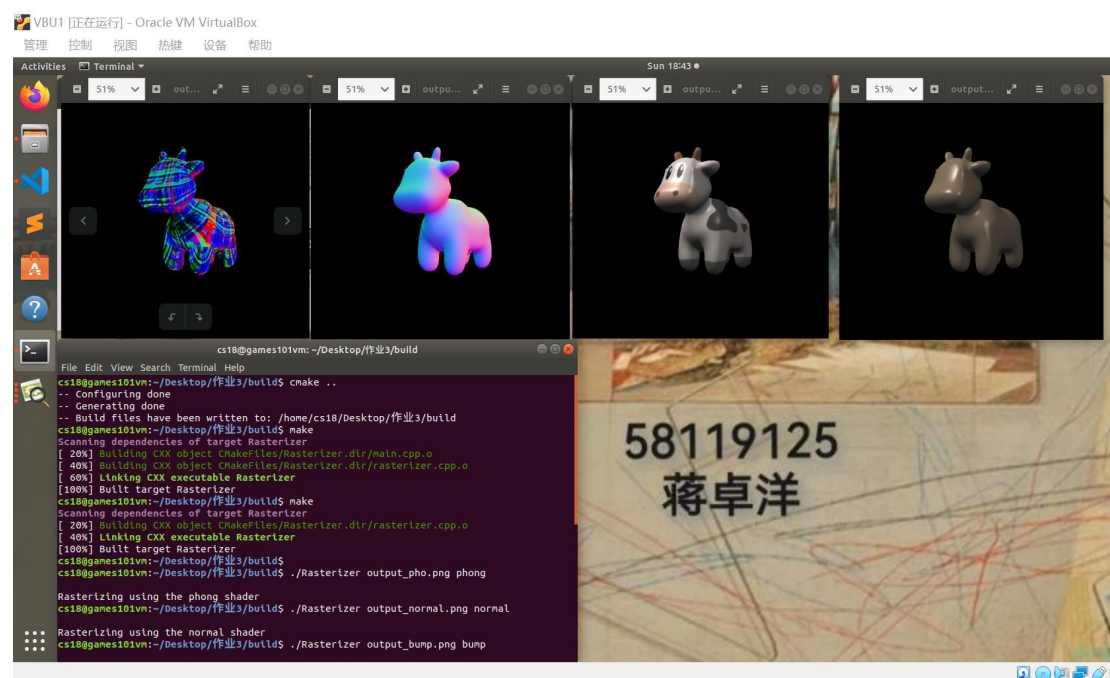 VBU1 [正在运行] - Oracle VM VirtualBox
管理 控制 视图 热键 设备 帮助
Activities Terminal Sun 18:43
51% out... 51% outpu... 51% outpu... 51% output...
cs18@games101vm: ~/Desktop/作业3/build
File Edit View Search Terminal Help
cs18@games101vm:~/Desktop/作业3/build$ cmake ..
-- Configuring done
-- Generating done
-- Build files have been written to: /home/cs18/Desktop/作业3/build
cs18@games101vm:~/Desktop/作业3/build$ make
Scanning dependencies of target Rasterizer
[ 20%] Building CXX object CMakeFiles/Rasterizer.dir/main.cpp.o
[ 40%] Building CXX object CMakeFiles/Rasterizer.dir/rasterizer.cpp.o
[ 60%] Linking CXX executable Rasterizer
[100%] Built target Rasterizer
cs18@games101vm:~/Desktop/作业3/build$ make
Scanning dependencies of target Rasterizer
[ 20%] Building CXX object CMakeFiles/Rasterizer.dir/rasterizer.cpp.o
[ 40%] Linking CXX executable Rasterizer
[100%] Built target Rasterizer
cs18@games101vm:~/Desktop/作业3/build$
cs18@games101vm:~/Desktop/作业3/build$ ./Rasterizer output_pho.png phong
Rasterizing using the phong shader
cs18@games101vm:~/Desktop/作业3/build$ ./Rasterizer output_normal.png normal
Rasterizing using the normal shader
cs18@games101vm:~/Desktop/作业3/build$ ./Rasterizer output_bump.png bump
58119125
蒋卓洋